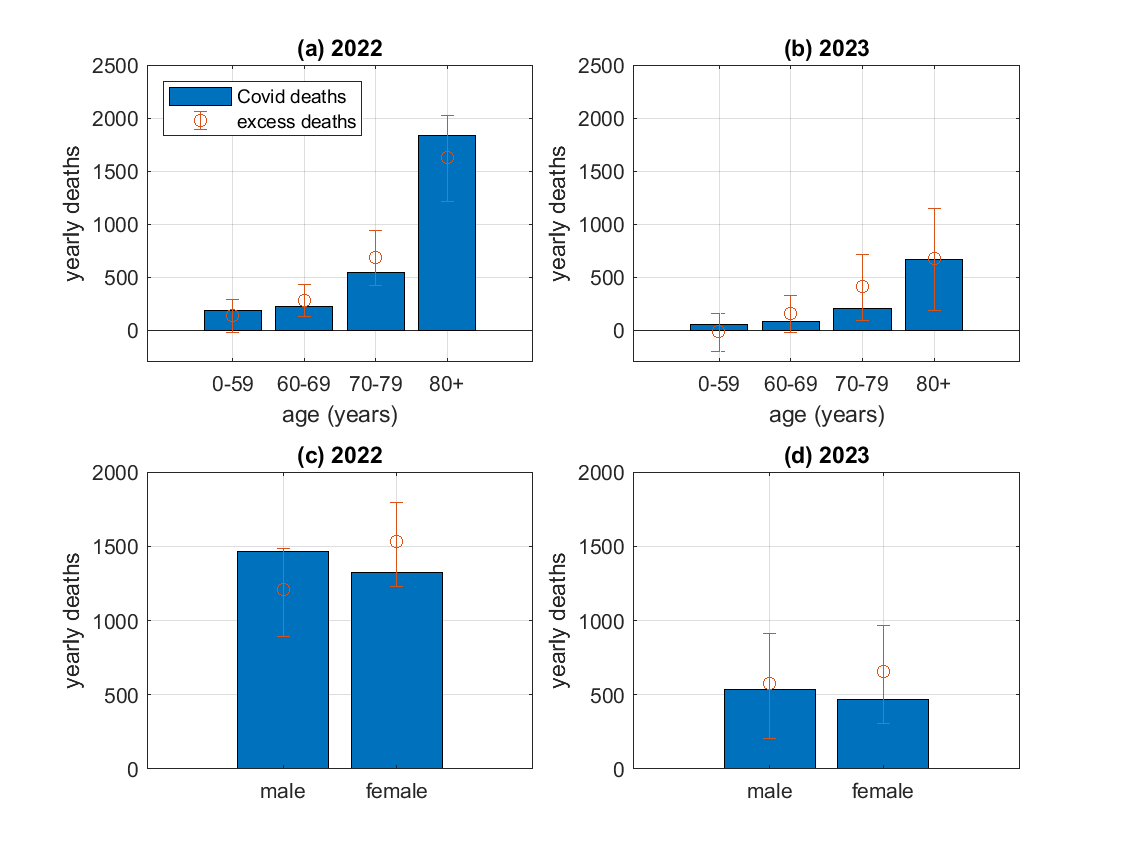 (a) 2022
2500
2000
1500
1000
500
0
yearly deaths
Covid deaths
excess deaths
0-59 60-69 70-79 80+
age (years)
(b) 2023
2500
2000
1500
1000
500
0
yearly deaths
0-59 60-69 70-79 80+
age (years)
(c) 2022
2000
1500
1000
500
0
yearly deaths
male female
(d) 2023
2000
1500
1000
500
0
yearly deaths
male female